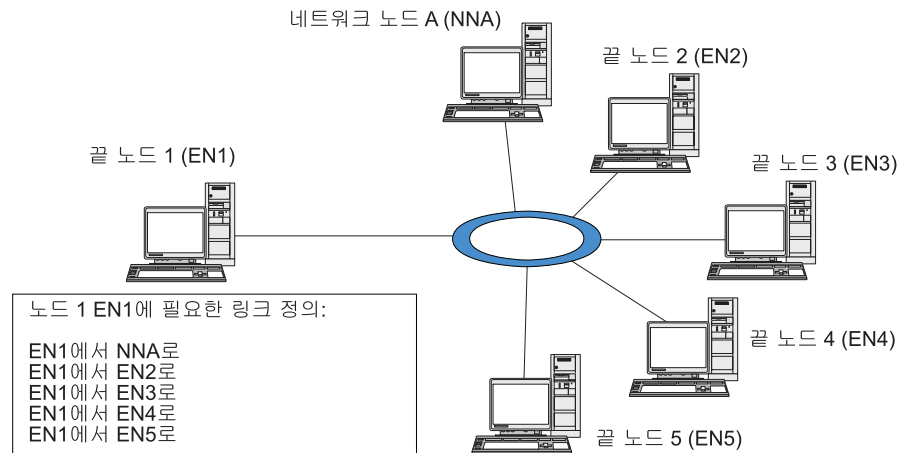 네트워크 노드 A (NNA)
끝 노드 2 (EN2)
끝 노드 1 (EN1)
끝 노드 3 (EN3)
노드 1 EN1에 필요한 링크 정의:
EN1에서 NNA로
EN1에서 EN2로
EN1에서 EN3로
EN1에서 EN4로
EN1에서 EN5로
끝 노드 4 (EN4)
끝 노드 5 (EN5)